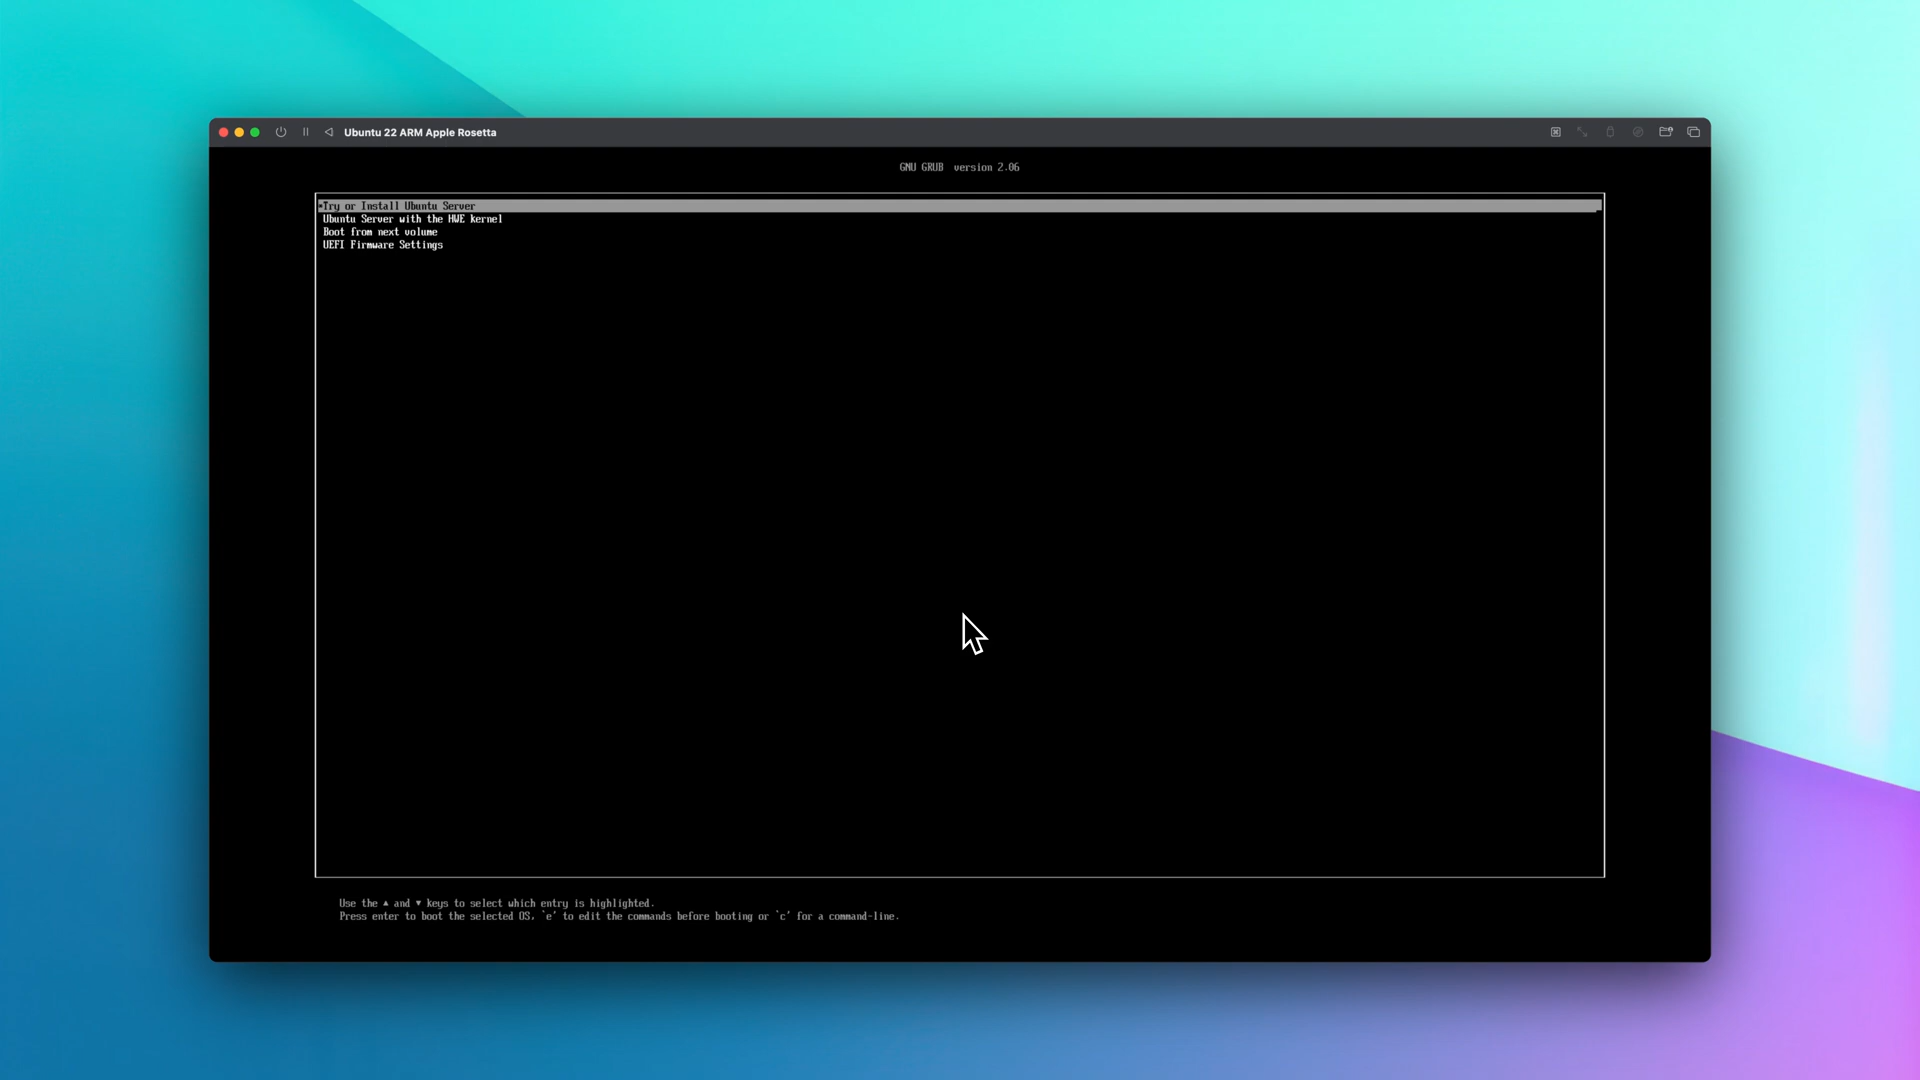 Ubuntu 22 ARM Apple Rosetta
GNU GRUB  version 2.06
*Try or Install Ubuntu Server
Ubuntu Server with the HWE kernel
Boot from next volume
UEFI Firmware Settings
Use the ▲ and ▼ keys to select which entry is highlighted.
Press enter to boot the selected OS, `e' to edit the commands before booting or `c' for a command-line.